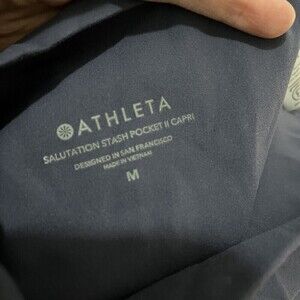 ATHLETA
SALUTATION STASH POCKET II CAPRI
DESIGNED IN SAN FRANCISCO
MADE IN VIETNAM
M